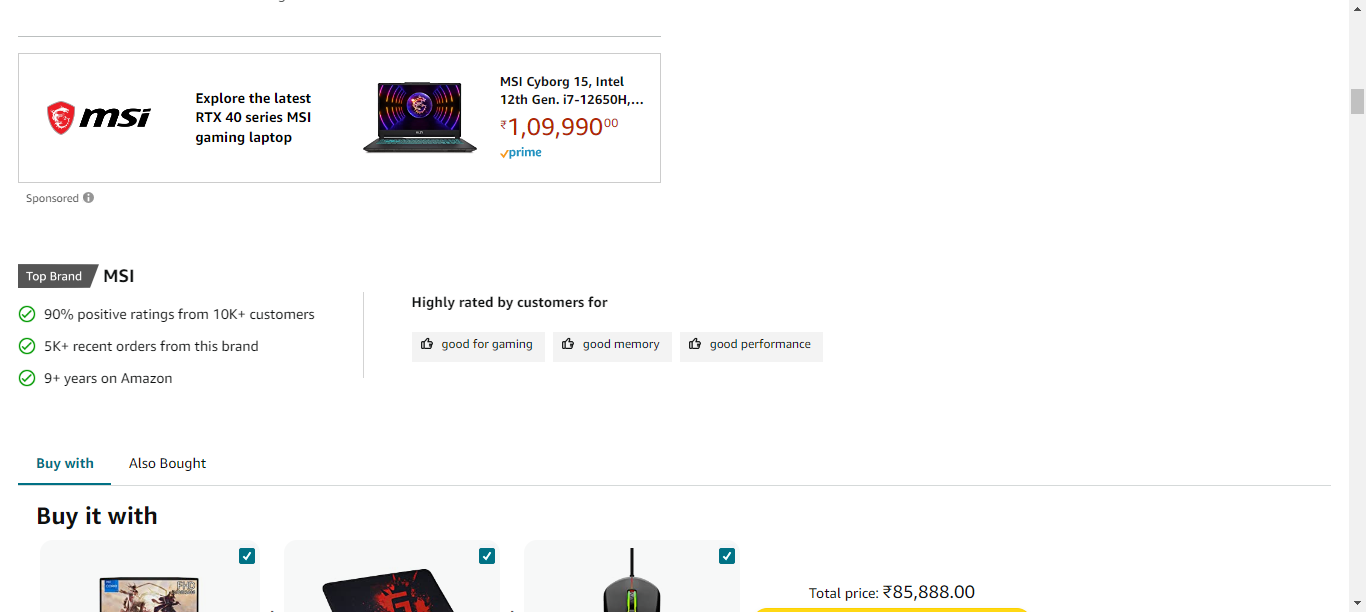 msi
Explore the latest
RTX 40 series MSI
gaming laptop
MSI Cyborg 15, Intel
12th Gen. i7-12650H,...
₹1,09,99000
prime
Sponsored
Top Brand MSI
90% positive ratings from 10K+ customers
5K+ recent orders from this brand
9+ years on Amazon
Highly rated by customers for
good for gaming
good memory
good performance
Buy with
Also Bought
Buy it with
FHD
Total price: ₹85,888.00